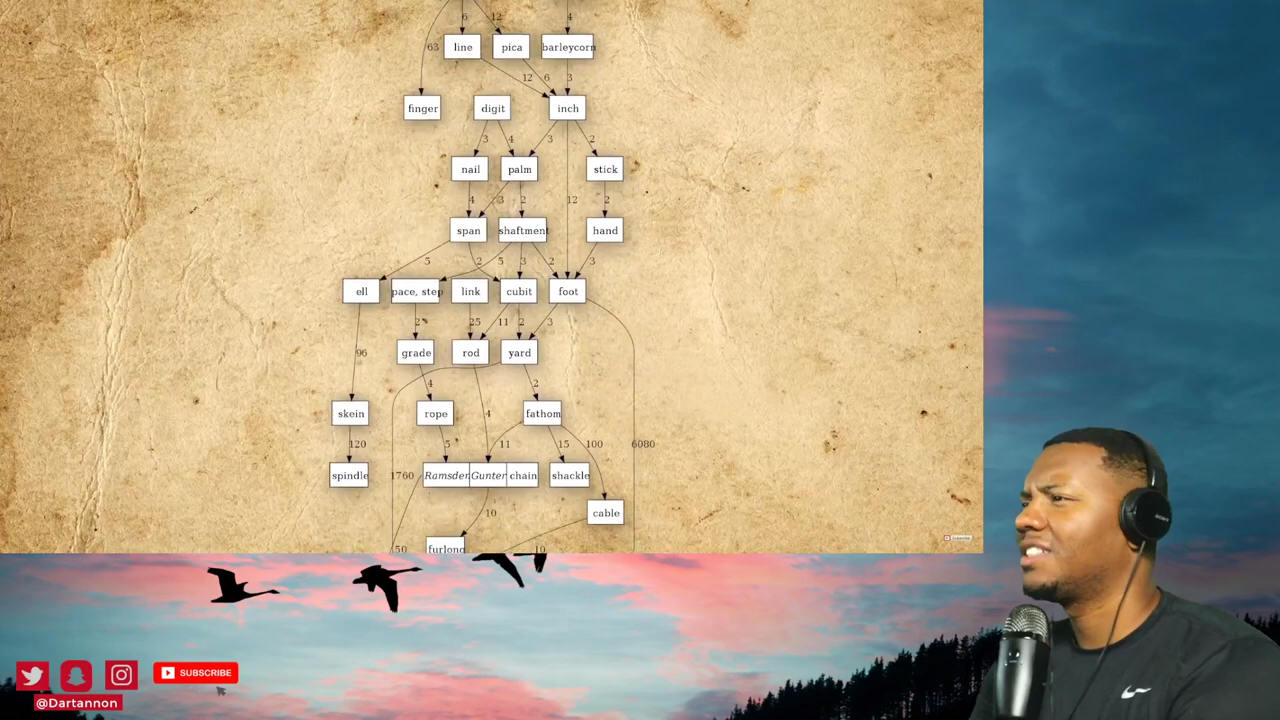 6 12 4
63 line pica barleycorn
12 6 3
finger digit inch
3 4 3 2
nail palm stick
4 3 2 12 2
span shaftment hand
5 2 5 3 2 3
ell pace, step link cubit foot
2 25 11 2 3
96 grade rod yard
4 2
skein rope fathom
4
120 5 11 15 100 6080
spindle 1760 Ramsden Gunter chain shackle
10 cable
50 furlong 10
SUBSCRIBE
@Dartannon